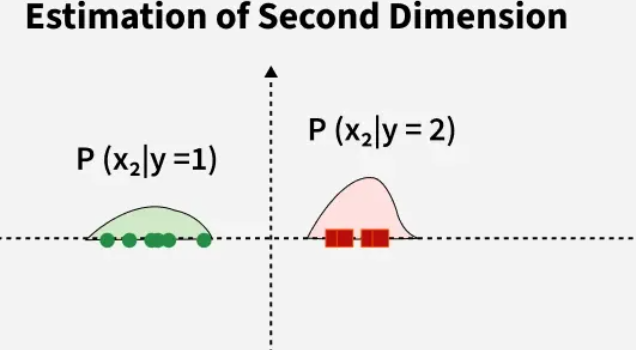 Estimation of Second Dimension
P (x₂|y = 2)
P (x₂|y =1)